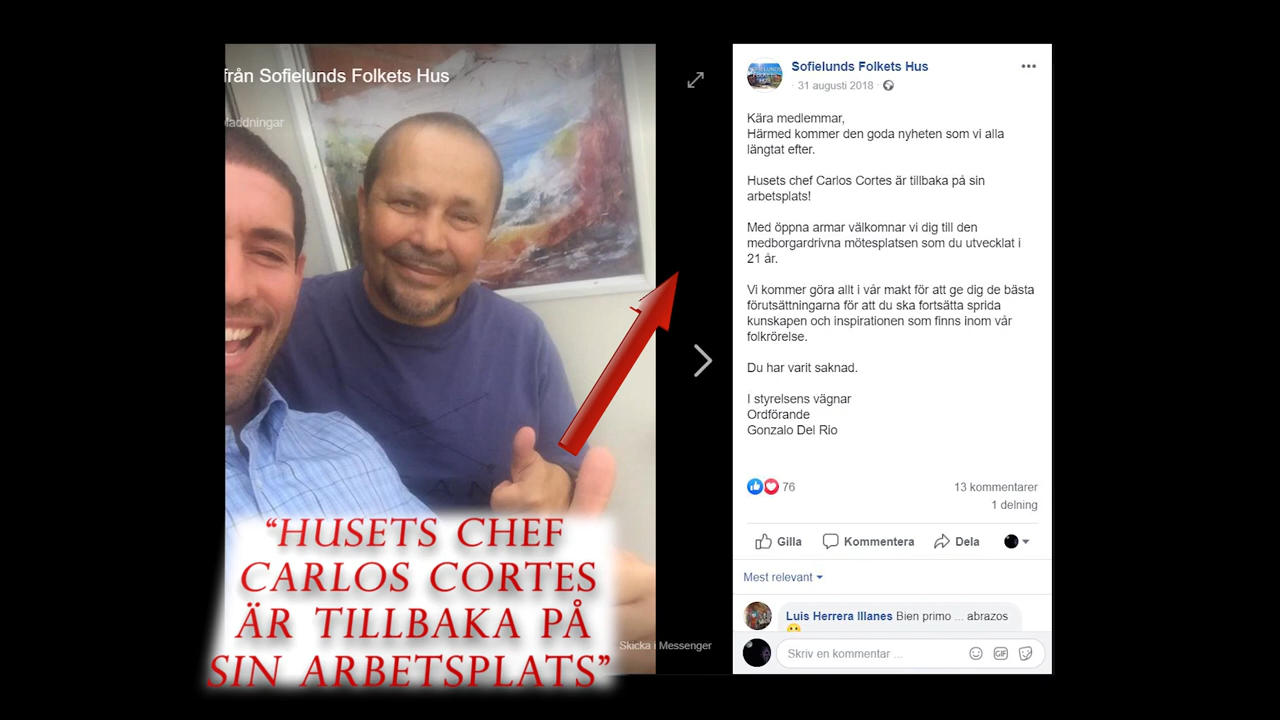 från Sofielunds Folkets Hus
laddningar
"HUSETS CHEF
CARLOS CORTES
ÄR TILLBAKA PÅ
SIN ARBETSPLATS"
Skicka i Messenger
Sofielunds Folkets Hus
31 augusti 2018
Kära medlemmar,
Härmed kommer den goda nyheten som vi alla
längtat efter.
Husets chef Carlos Cortes är tillbaka på sin
arbetsplats!
Med öppna armar välkomnar vi dig till den
medborgardrivna mötesplatsen som du utvecklat i
21 år.
Vi kommer göra allt i vår makt för att ge dig de bästa
förutsättningarna för att du ska fortsätta sprida
kunskapen och inspirationen som finns inom vår
folkrörelse.
Du har varit saknad.
I styrelsens vägnar
Ordförande
Gonzalo Del Rio
76
13 kommentarer
1 delning
Gilla Kommentera Dela
Mest relevant
Luis Herrera Illanes Bien primo ... abrazos
Skriv en kommentar ...
GIF